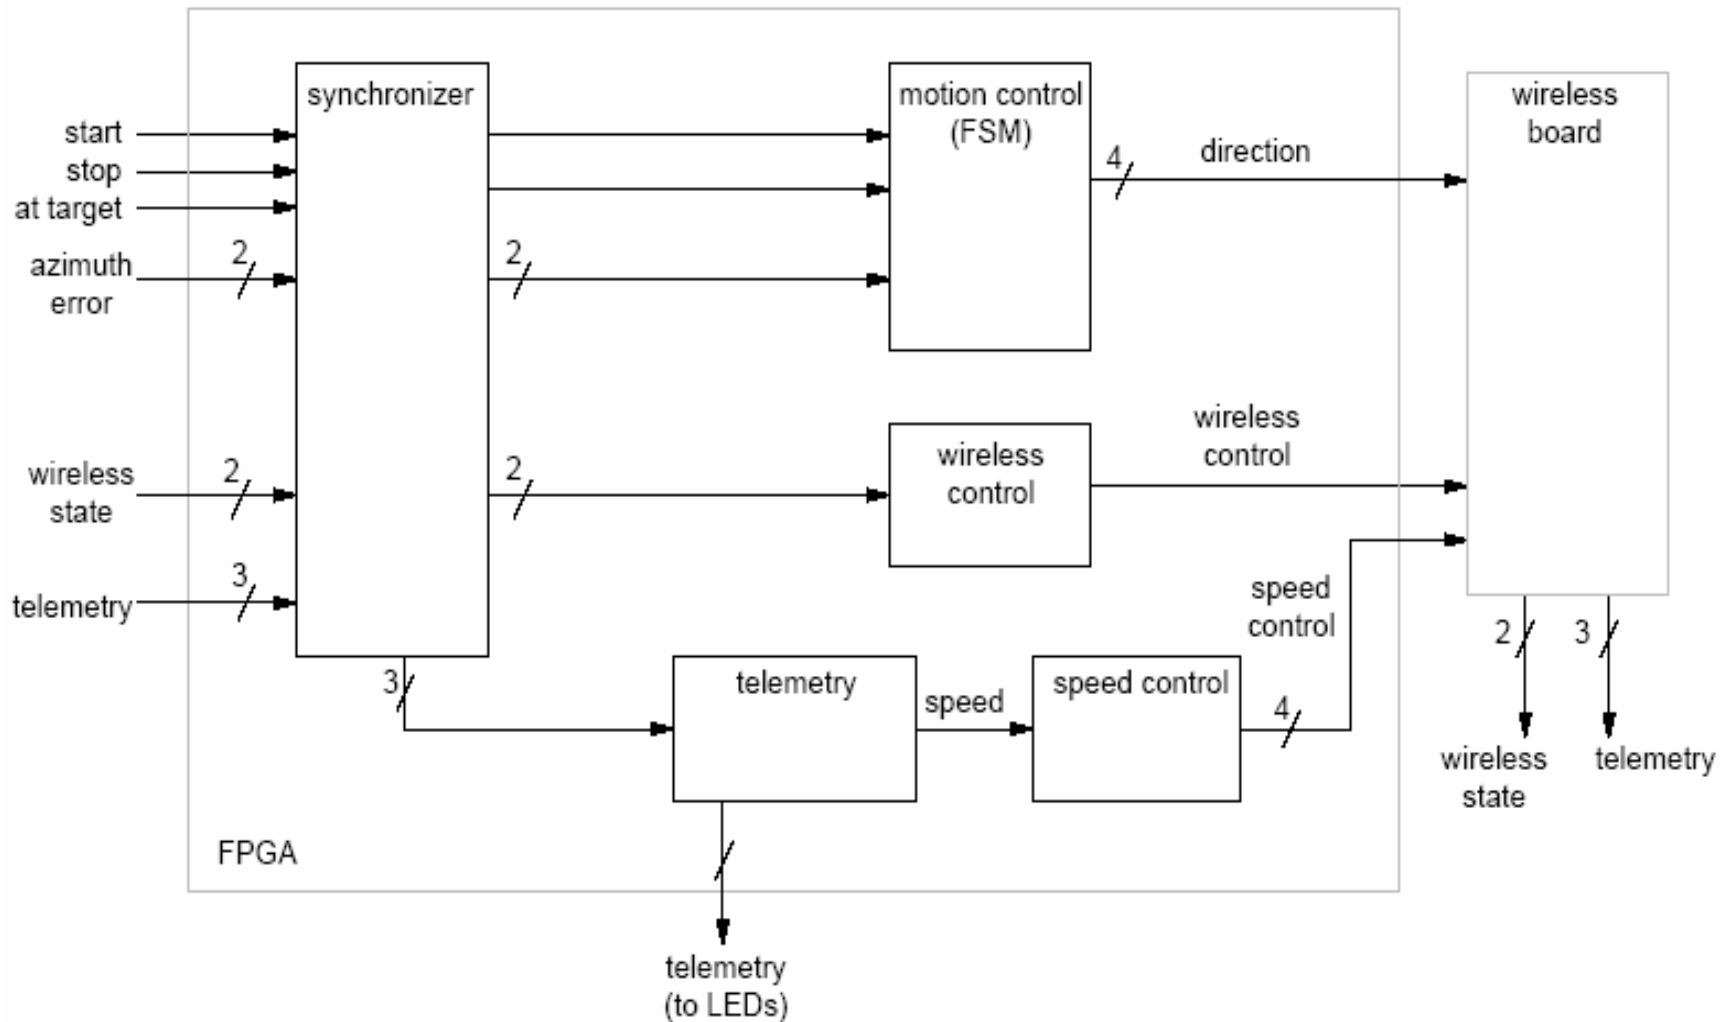 synchronizer
motion control
(FSM)
wireless
board
start
stop
at target
4
direction
azimuth
error
2
2
wireless
control
wireless
control
wireless
state
2
2
telemetry
3
speed
control
2
3
3
telemetry
speed
speed control
4
wireless
state
telemetry
FPGA
telemetry
(to LEDs)